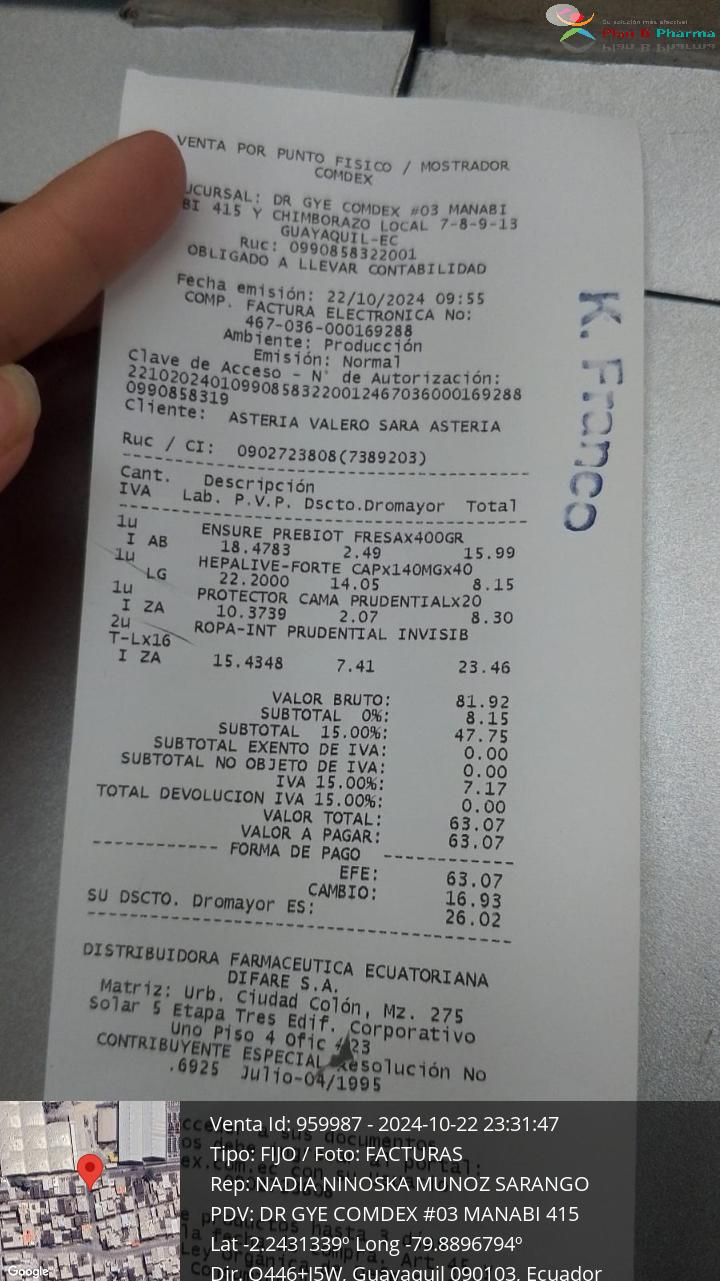 Su solución más efectiva!
Plan B Pharma
VENTA POR PUNTO FISICO / MOSTRADOR
COMDEX
UCURSAL: DR GYE COMDEX #03 MANABI
BI 415 Y CHIMBORAZO LOCAL 7-8-9-13
GUAYAQUIL-EC
Ruc: 0990858322001
OBLIGADO A LLEVAR CONTABILIDAD
Fecha emisión: 22/10/2024 09:55
COMP. FACTURA ELECTRONICA No:
467-036-000169288
Ambiente: Producción
Emisión: Normal
Clave de Acceso - N° de Autorización:
221020240109908583220012467036000169288
0990858319
Cliente: ASTERIA VALERO SARA ASTERIA
Ruc / CI: 0902723808(7389203)
Cant. Descripción
IVA Lab. P.V.P. Dscto.Dromayor Total
1u ENSURE PREBIOT FRESAx400GR
I AB 18.4783 2.49 15.99
1u HEPALIVE-FORTE CAPx140MGx40
LG 22.2000 14.05 8.15
1u PROTECTOR CAMA PRUDENTIALx20
I ZA 10.3739 2.07 8.30
2u ROPA-INT PRUDENTIAL INVISIB
T-Lx16
I ZA 15.4348 7.41 23.46
VALOR BRUTO: 81.92
SUBTOTAL 0%: 8.15
SUBTOTAL 15.00%: 47.75
SUBTOTAL EXENTO DE IVA: 0.00
SUBTOTAL NO OBJETO DE IVA: 0.00
IVA 15.00%: 7.17
TOTAL DEVOLUCION IVA 15.00%: 0.00
VALOR TOTAL: 63.07
VALOR A PAGAR: 63.07
----------- FORMA DE PAGO -----------
EFE: 63.07
CAMBIO: 16.93
SU DSCTO. Dromayor ES: 26.02
DISTRIBUIDORA FARMACEUTICA ECUATORIANA
DIFARE S.A.
Matriz: Urb. Ciudad Colón, Mz. 275
Solar 5 Etapa Tres Edif. Corporativo
Uno Piso 4 Ofic 423
CONTRIBUYENTE ESPECIAL Resolución No
.6925 Julio-04/1995
K. Franco
Venta Id: 959987 - 2024-10-22 23:31:47
Tipo: FIJO / Foto: FACTURAS
Rep: NADIA NINOSKA MUNOZ SARANGO
PDV: DR GYE COMDEX #03 MANABI 415
Lat -2.2431339º Long -79.8896794º
Dir. Q446+J5W, Guayaquil 090103, Ecuador
Google